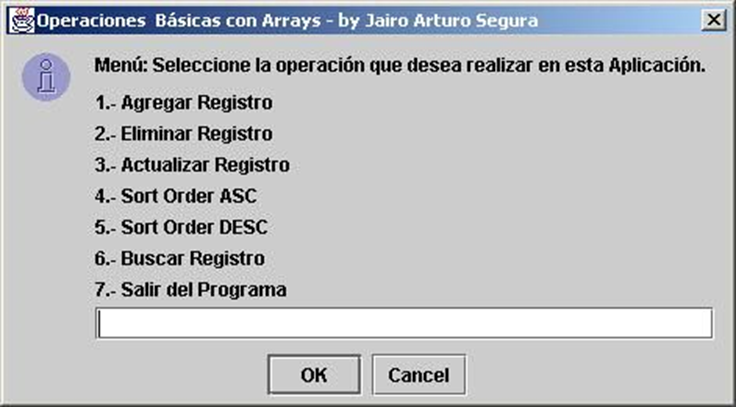 Operaciones  Básicas con Arrays - by Jairo Arturo Segura
Menú: Seleccione la operación que desea realizar en esta Aplicación.
1.- Agregar Registro
2.- Eliminar Registro
3.- Actualizar Registro
4.- Sort Order ASC
5.- Sort Order DESC
6.- Buscar Registro
7.- Salir del Programa
OK Cancel